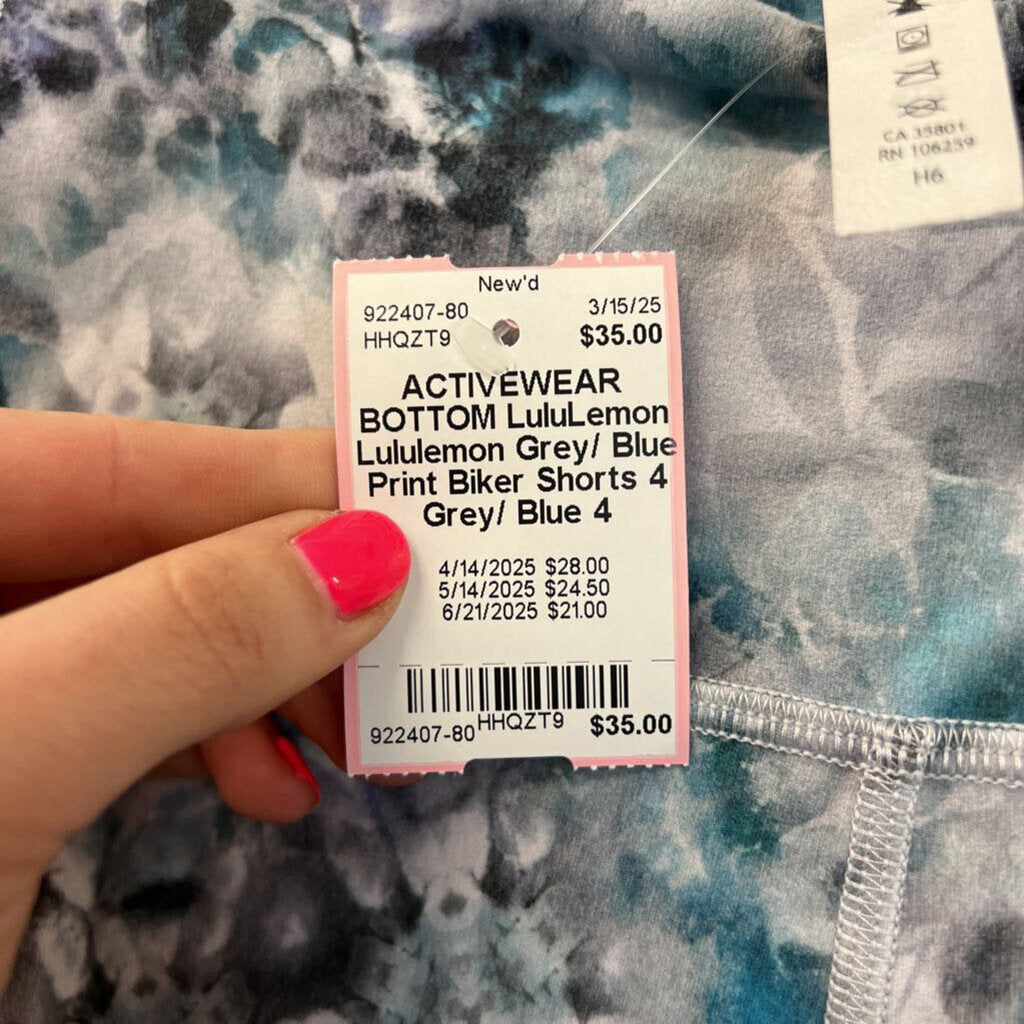 CA 35801
RN 106259
H6
New'd
922407-80 3/15/25
HHQZT9 $35.00
ACTIVEWEAR
BOTTOM LuluLemon
Lululemon Grey/ Blue
Print Biker Shorts 4
Grey/ Blue 4
4/14/2025 $28.00
5/14/2025 $24.50
6/21/2025 $21.00
922407-80 HHQZT9 $35.00